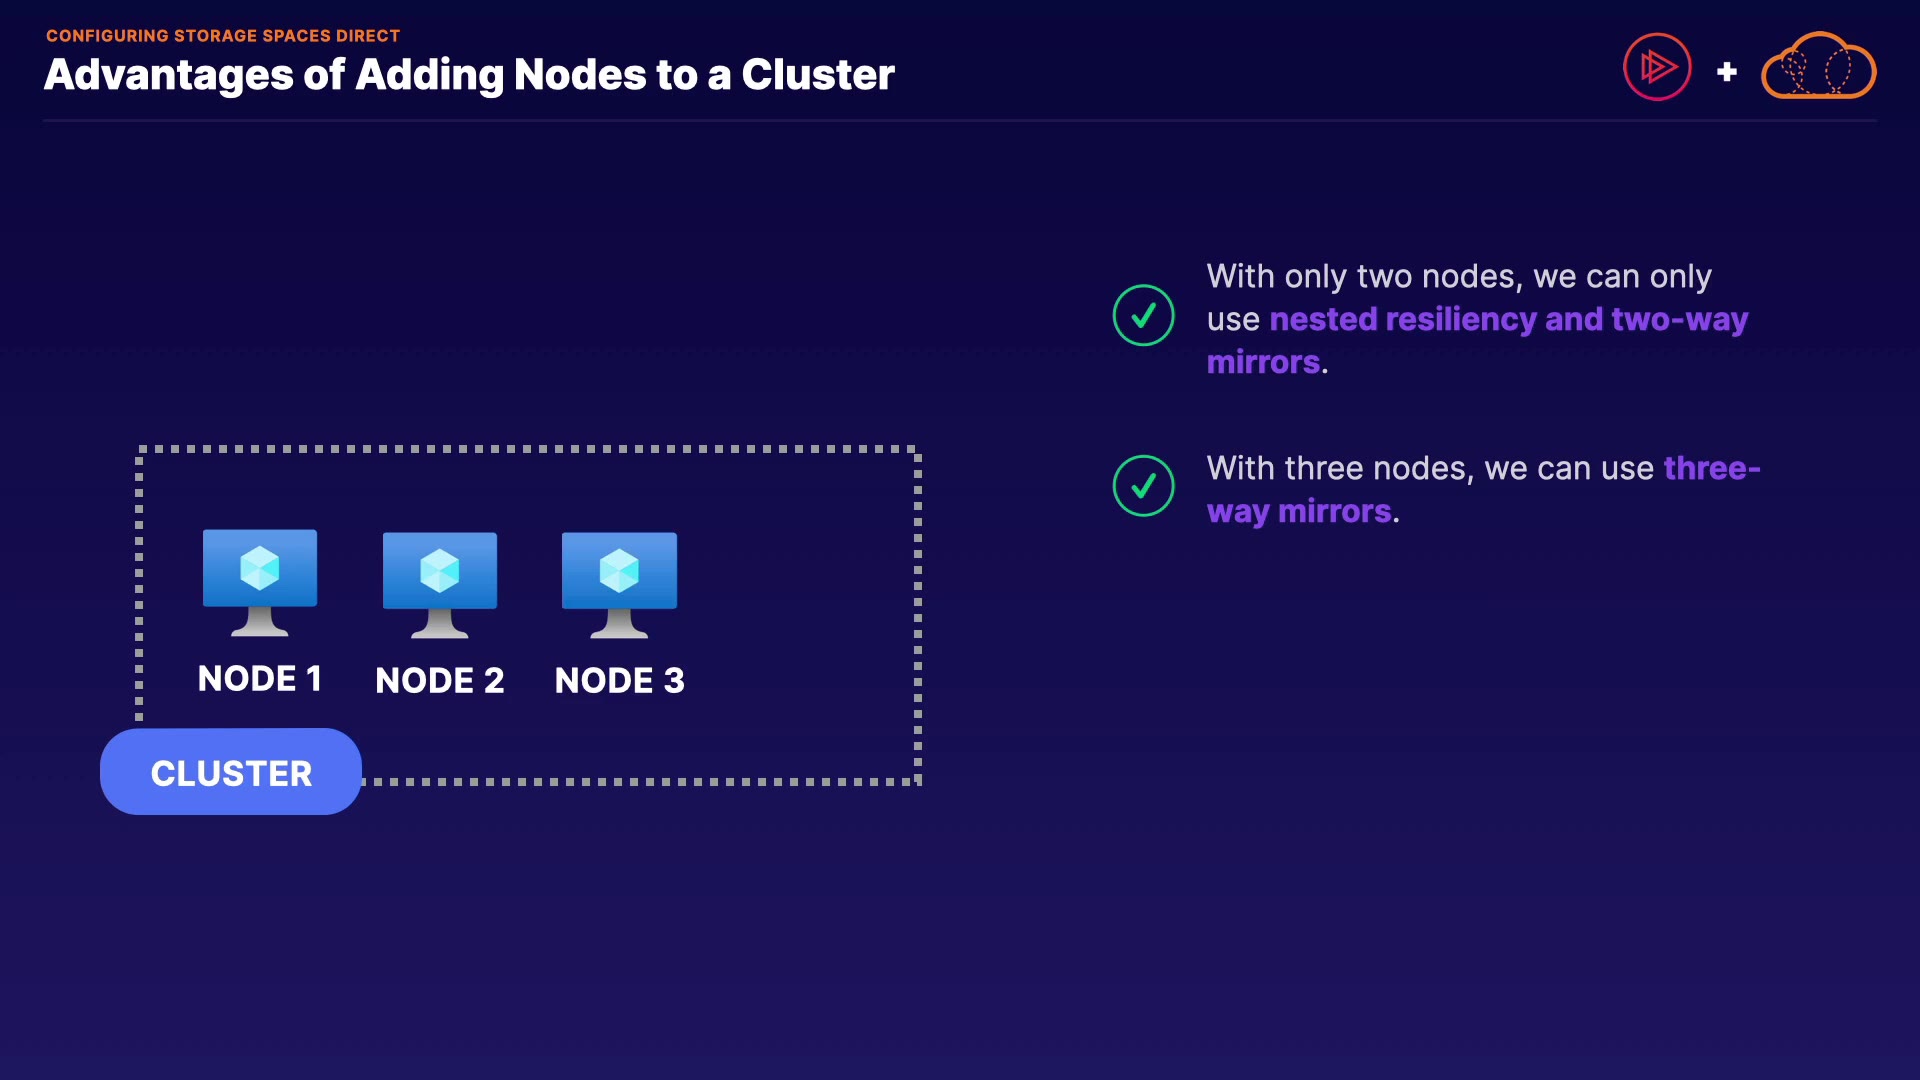 CONFIGURING STORAGE SPACES DIRECT
Advantages of Adding Nodes to a Cluster
With only two nodes, we can only
use nested resiliency and two-way
mirrors.
With three nodes, we can use three-
way mirrors.
NODE 1
NODE 2
NODE 3
CLUSTER